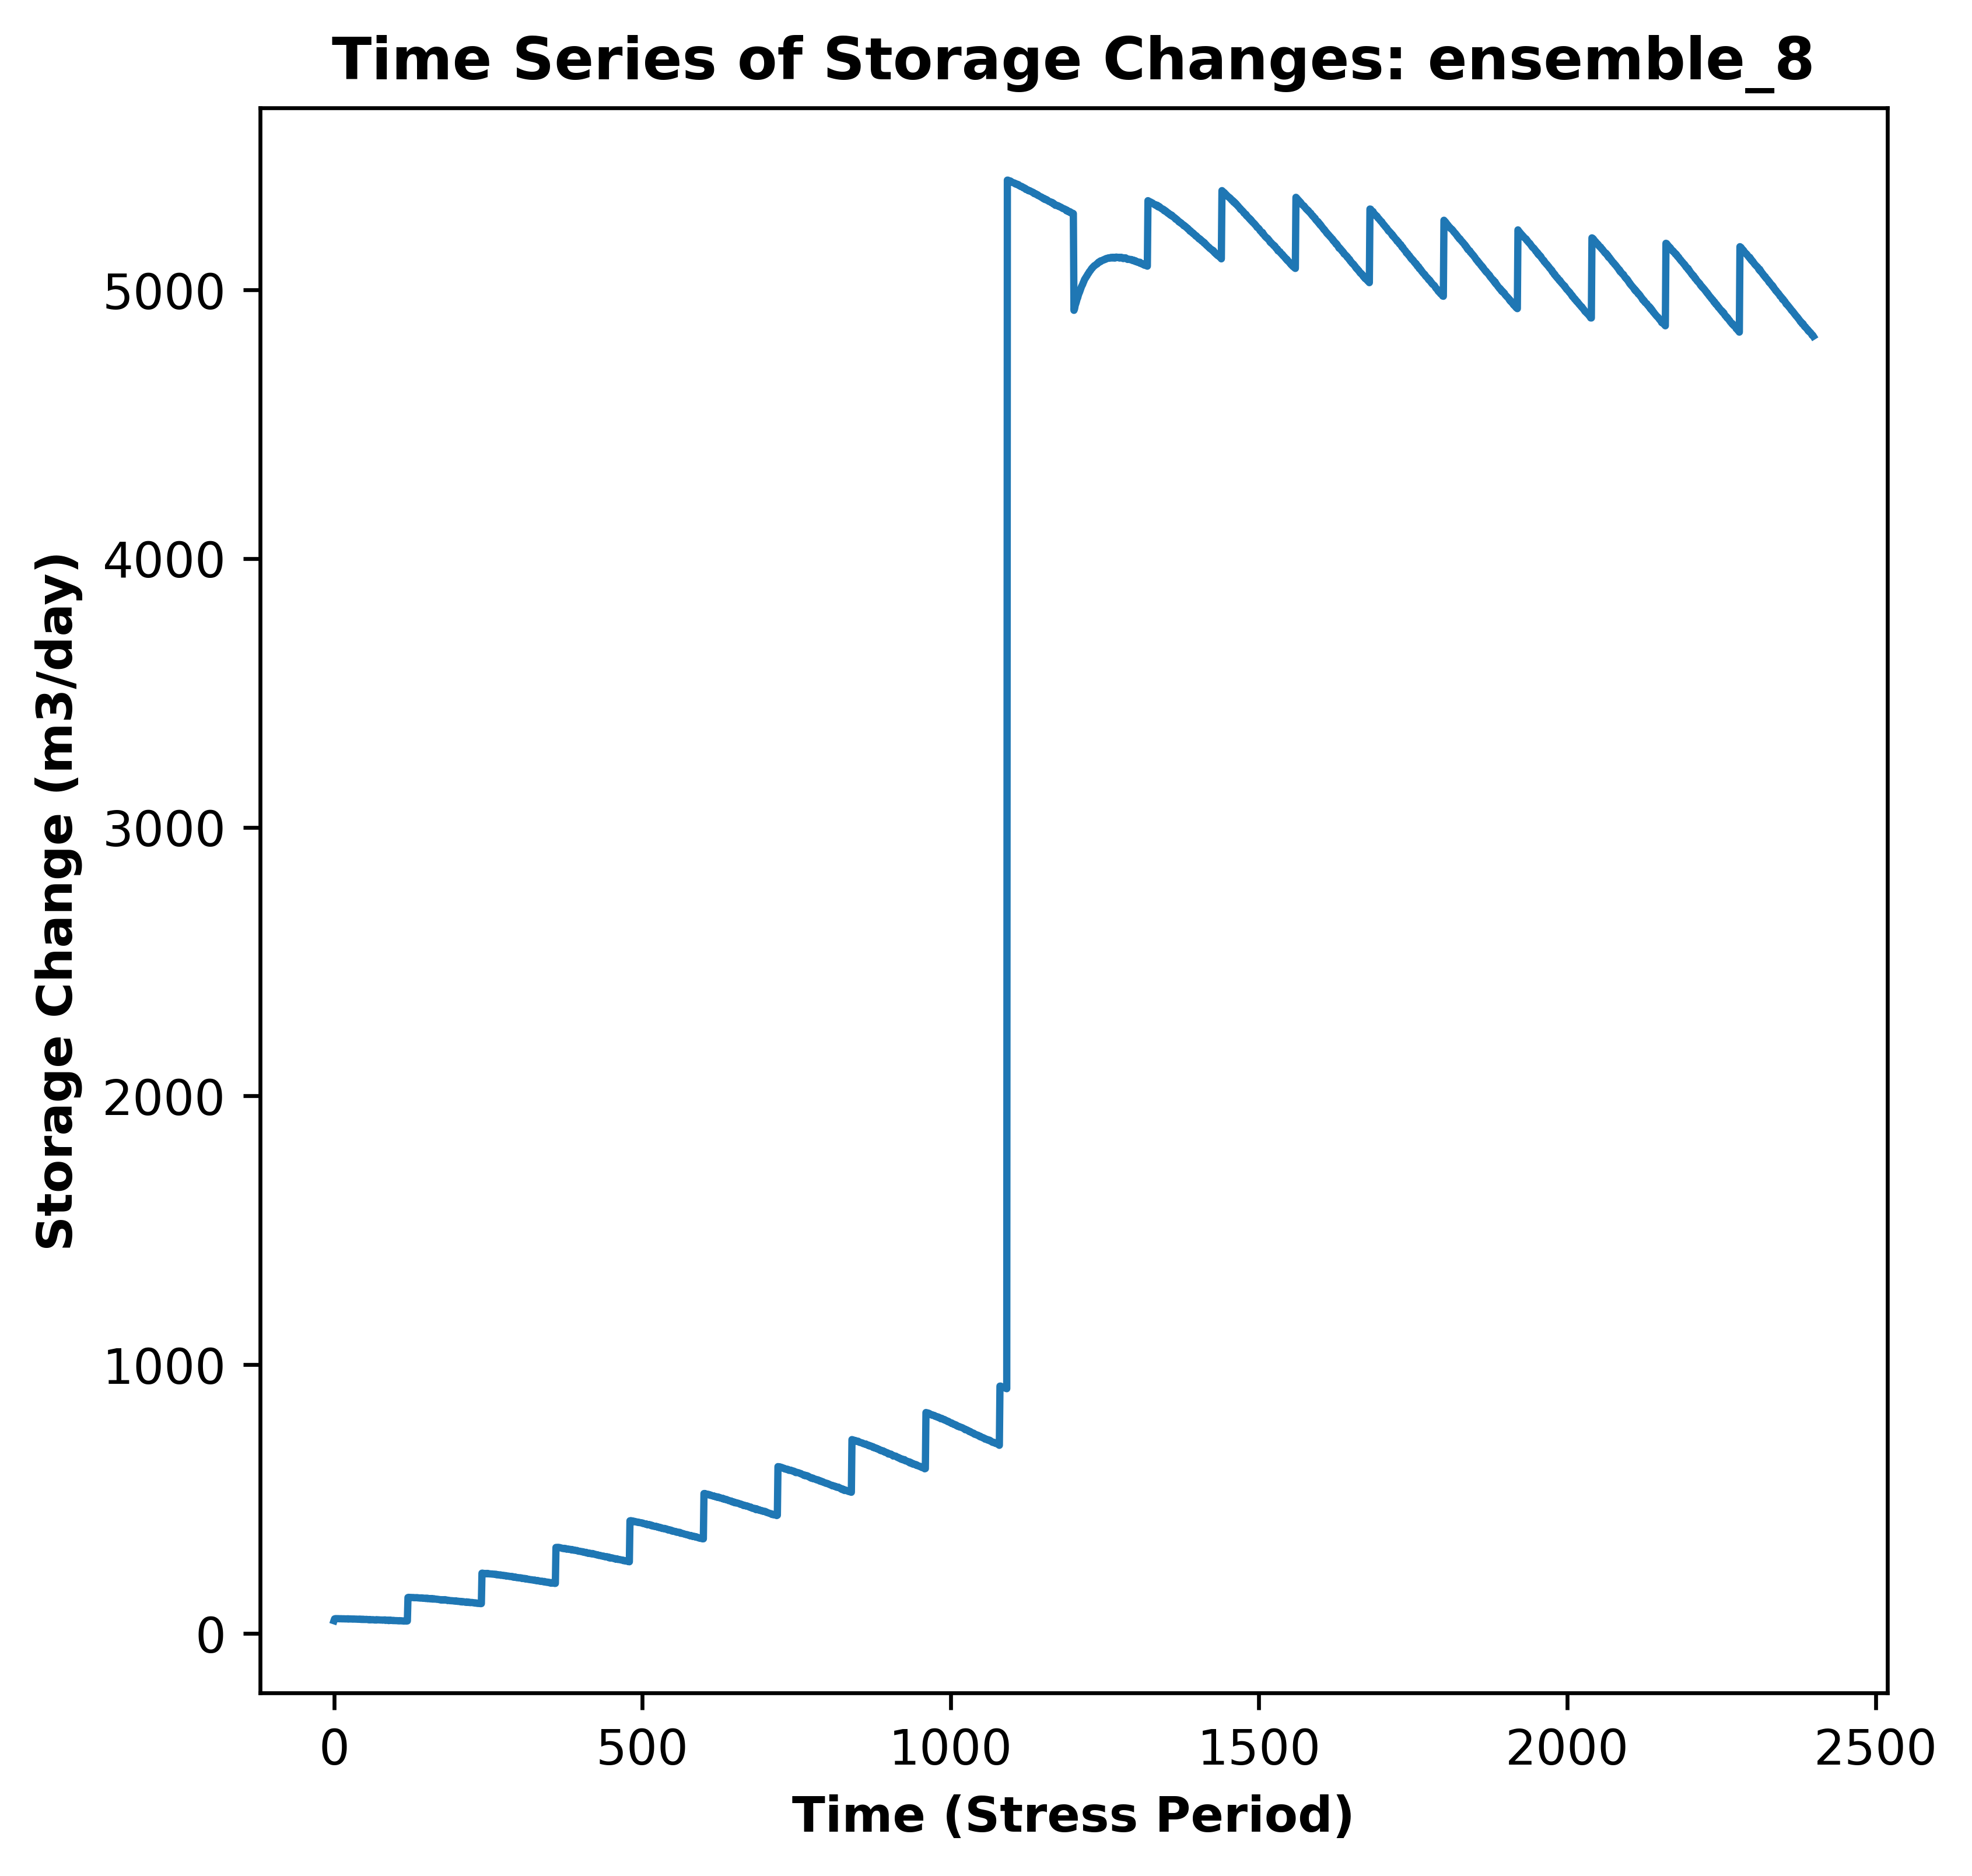 Time Series of Storage Changes: ensemble_8
Storage Change (m3/day)
5000
4000
3000
2000
1000
0
0 500 1000 1500 2000 2500
Time (Stress Period)